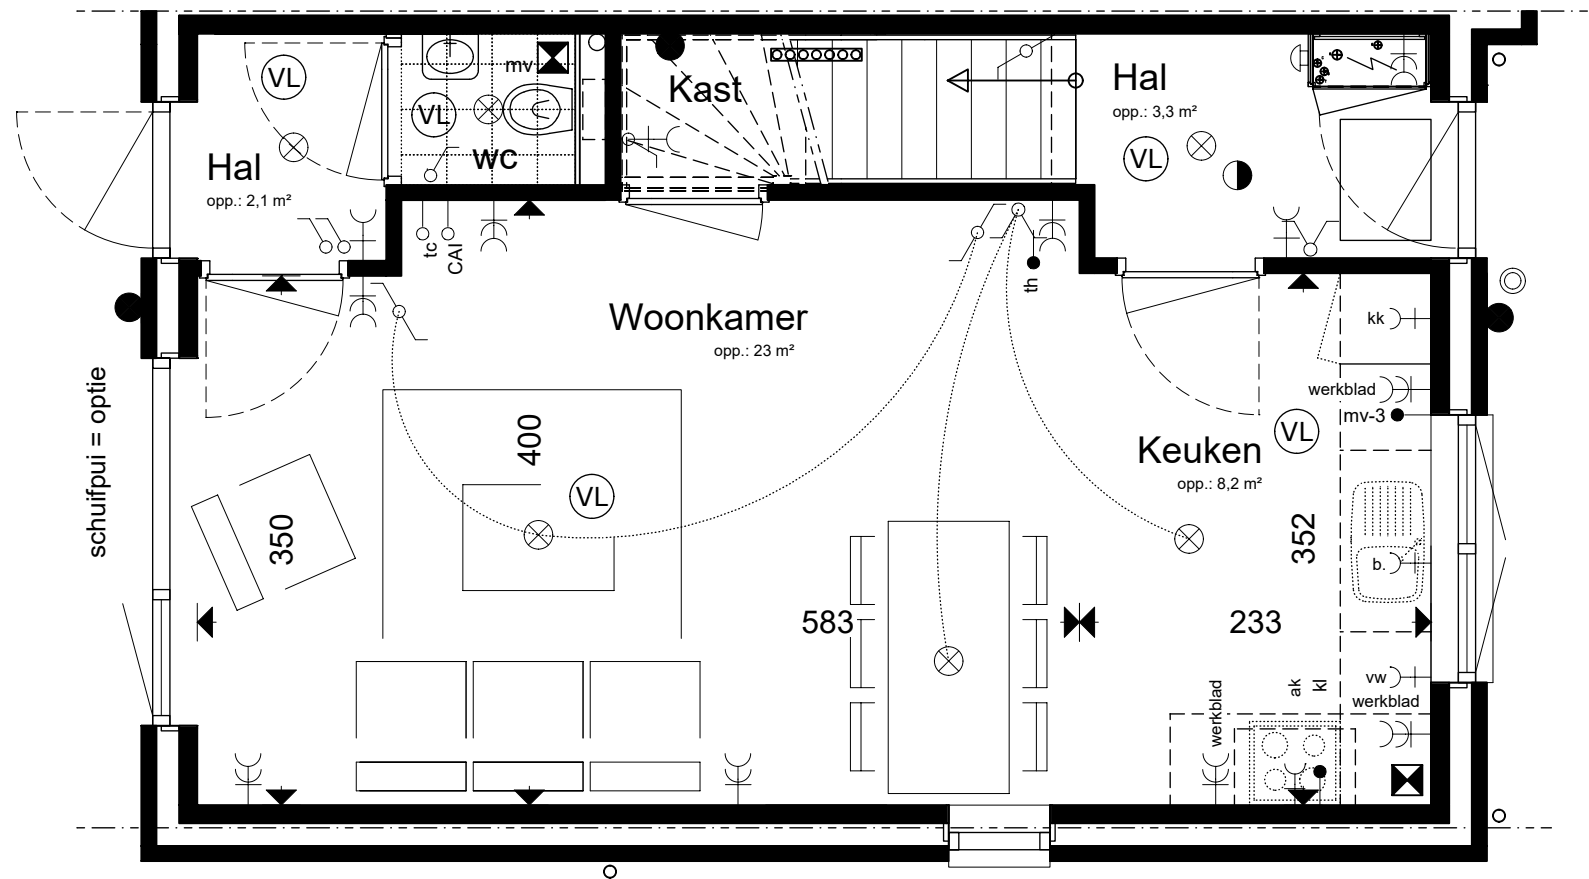 VL
mv
VL
Hal
opp.: 2,1 m²
wc
Kast
Hal
opp.: 3,3 m²
VL
tc
CAI
th
Woonkamer
opp.: 23 m²
kk
werkblad
mv-3
VL
Keuken
opp.: 8,2 m²
schuifpui = optie
400
VL
350
352
b.
583
233
vw
werkblad
werkblad
ak
kl